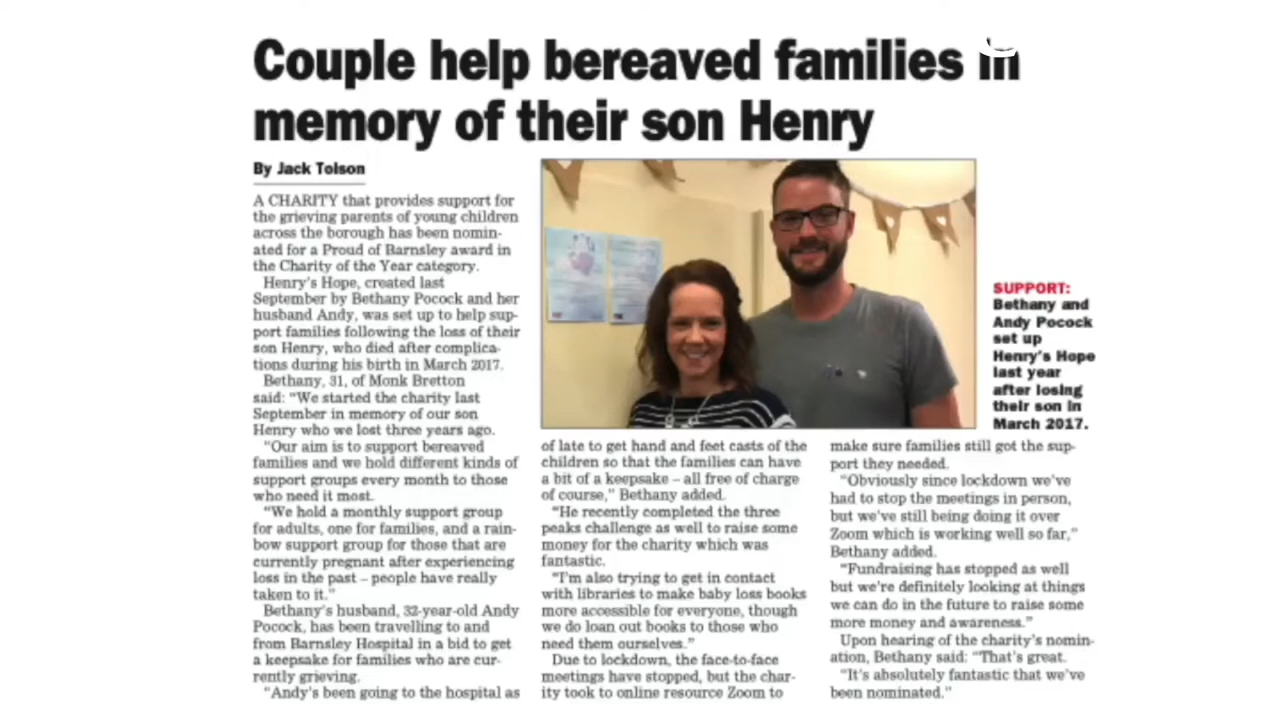 Couple help bereaved families in
memory of their son Henry
By Jack Tolson
A CHARITY that provides support for
the grieving parents of young children
across the borough has been nomin-
ated for a Proud of Barnsley award in
the Charity of the Year category.
Henry's Hope, created last
September by Bethany Pocock and her
husband Andy, was set up to help sup-
port families following the loss of their
son Henry, who died after complica-
tions during his birth in March 2017.
Bethany, 31, of Monk Bretton
said: "We started the charity last
September in memory of our son
Henry who we lost three years ago.
"Our aim is to support bereaved
families and we hold different kinds of
support groups every month to those
who need it most.
"We hold a monthly support group
for adults, one for families, and a rain-
bow support group for those that are
currently pregnant after experiencing
loss in the past – people have really
taken to it."
Bethany's husband, 32-year-old Andy
Pocock, has been travelling to and
from Barnsley Hospital in a bid to get
a keepsake for families who are cur-
rently grieving.
"Andy's been going to the hospital as
of late to get hand and feet casts of the
children so that the families can have
a bit of a keepsake – all free of charge
of course," Bethany added.
"He recently completed the three
peaks challenge as well to raise some
money for the charity which was
fantastic.
"I'm also trying to get in contact
with libraries to make baby loss books
more accessible for everyone, though
we do loan out books to those who
need them ourselves."
Due to lockdown, the face-to-face
meetings have stopped, but the char-
ity took to online resource Zoom to
make sure families still got the sup-
port they needed.
"Obviously since lockdown we've
had to stop the meetings in person,
but we've still being doing it over
Zoom which is working well so far,"
Bethany added.
"Fundraising has stopped as well
but we're definitely looking at things
we can do in the future to raise some
more money and awareness."
Upon hearing of the charity's nomin-
ation, Bethany said: "That's great.
"It's absolutely fantastic that we've
been nominated."
SUPPORT:
Bethany and
Andy Pocock
set up
Henry's Hope
last year
after losing
their son in
March 2017.